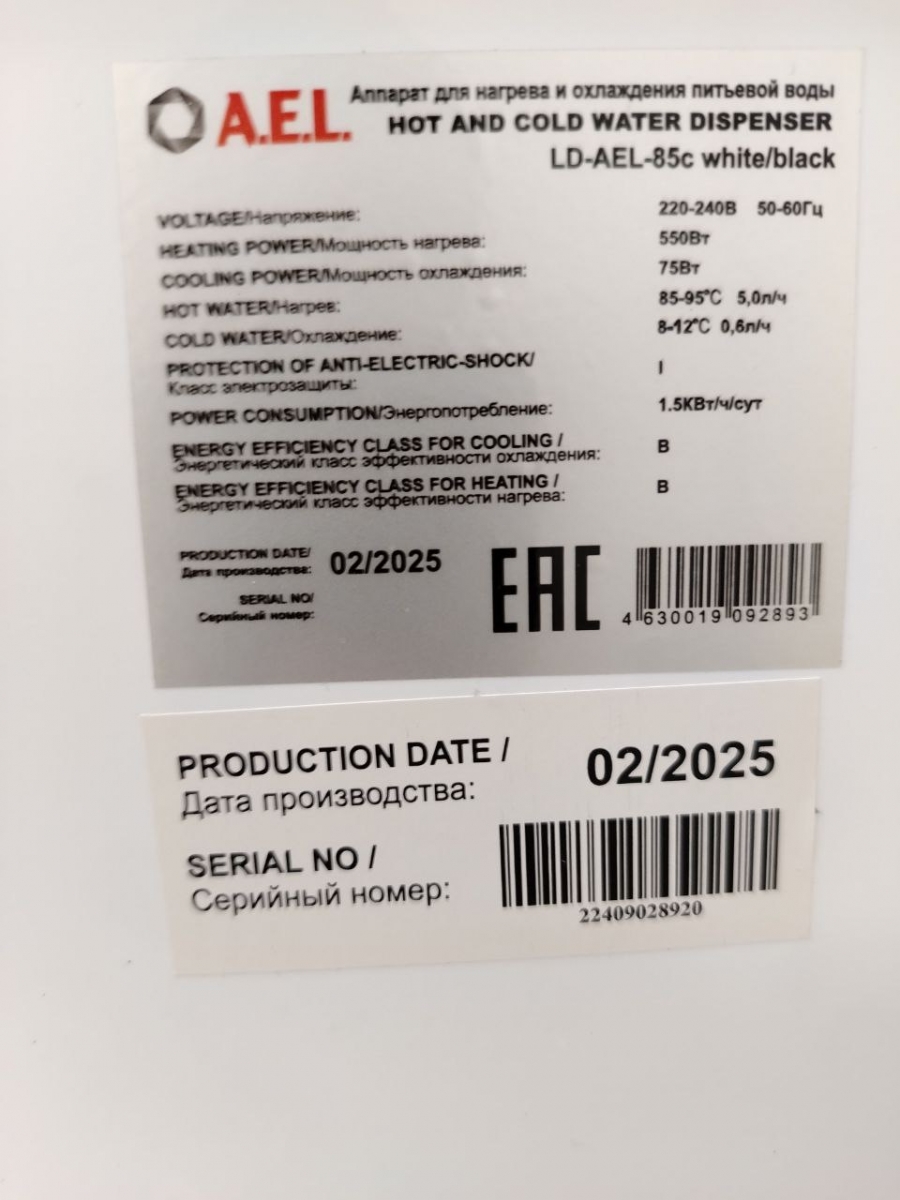 A.E.L.
Аппарат для нагрева и охлаждения питьевой воды
HOT AND COLD WATER DISPENSER
LD-AEL-85c white/black
VOLTAGE/Напряжение: 220-240В 50-60Гц
HEATING POWER/Мощность нагрева: 550Вт
COOLING POWER/Мощность охлаждения: 75Вт
HOT WATER/Нагрев: 85-95°C 5,0л/ч
COLD WATER/Охлаждение: 8-12°C 0,6л/ч
PROTECTION OF ANTI-ELECTRIC-SHOCK/ I
Класс электрозащиты:
POWER CONSUMPTION/Энергопотребление: 1.5КВт/ч/сут
ENERGY EFFICIENCY CLASS FOR COOLING / B
Энергетический класс эффективности охлаждения:
ENERGY EFFICIENCY CLASS FOR HEATING / B
Энергетический класс эффективности нагрева:
PRODUCTION DATE/ 02/2025
Дата производства:
SERIAL NO/
Серийный номер:
EAC
4 630019 092893
PRODUCTION DATE / 02/2025
Дата производства:
SERIAL NO /
Серийный номер:
22409028920